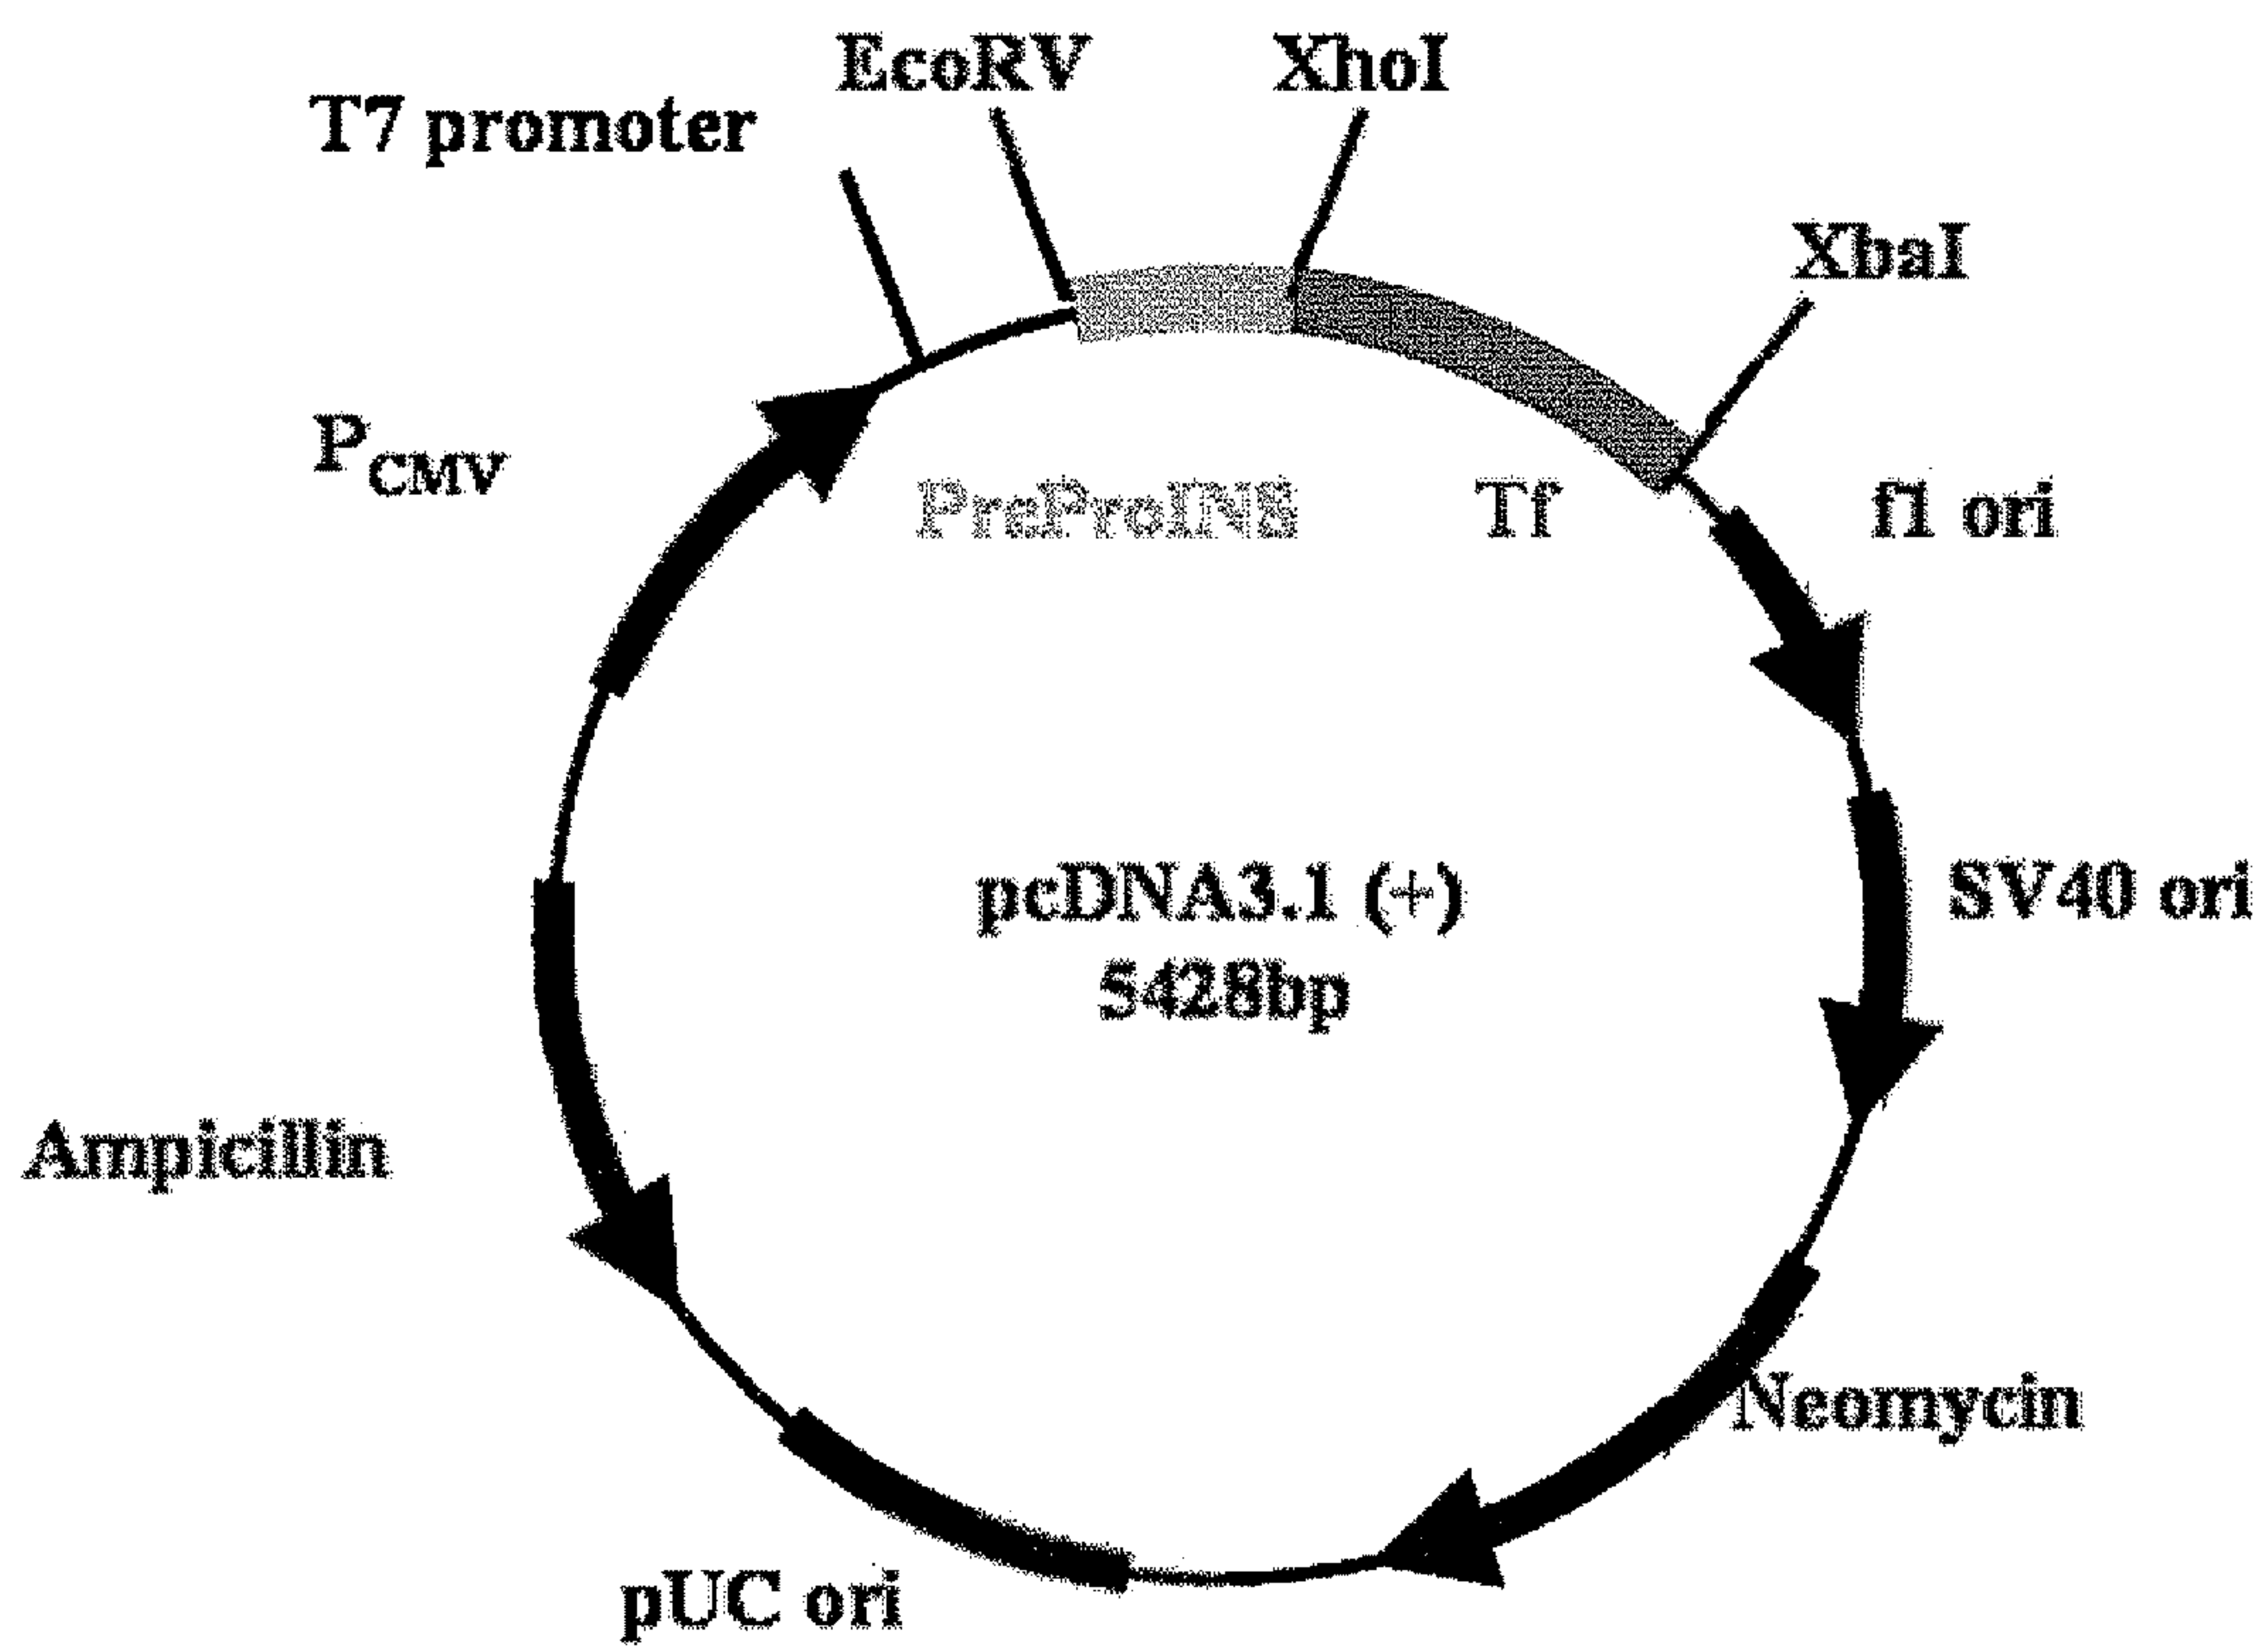 EcoRV
XhoI
T7 promoter
XbaI
PCMV
PreProINS
Tf
f1 ori
pcDNA3.1 (+)
5428bp
SV40 ori
Ampicillin
Neomycin
pUC ori